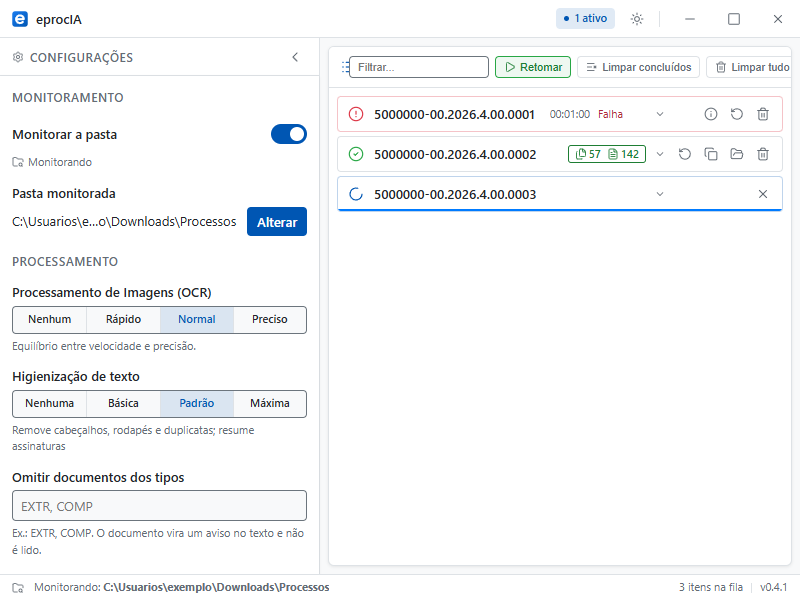 eprocIA
1 ativo
CONFIGURAÇÕES
MONITORAMENTO
Monitorar a pasta
Monitorando
Pasta monitorada
C:\Usuarios\e...o\Downloads\Processos
Alterar
PROCESSAMENTO
Processamento de Imagens (OCR)
Nenhum Rápido Normal Preciso
Equilíbrio entre velocidade e precisão.
Higienização de texto
Nenhuma Básica Padrão Máxima
Remove cabeçalhos, rodapés e duplicatas; resume
assinaturas
Omitir documentos dos tipos
EXTR, COMP
Ex.: EXTR, COMP. O documento vira um aviso no texto e não
é lido.
Filtrar... Retomar Limpar concluídos Limpar tudo
5000000-00.2026.4.00.0001 00:01:00 Falha
5000000-00.2026.4.00.0002 57 142
5000000-00.2026.4.00.0003
Monitorando: C:\Usuarios\exemplo\Downloads\Processos
3 itens na fila v0.4.1